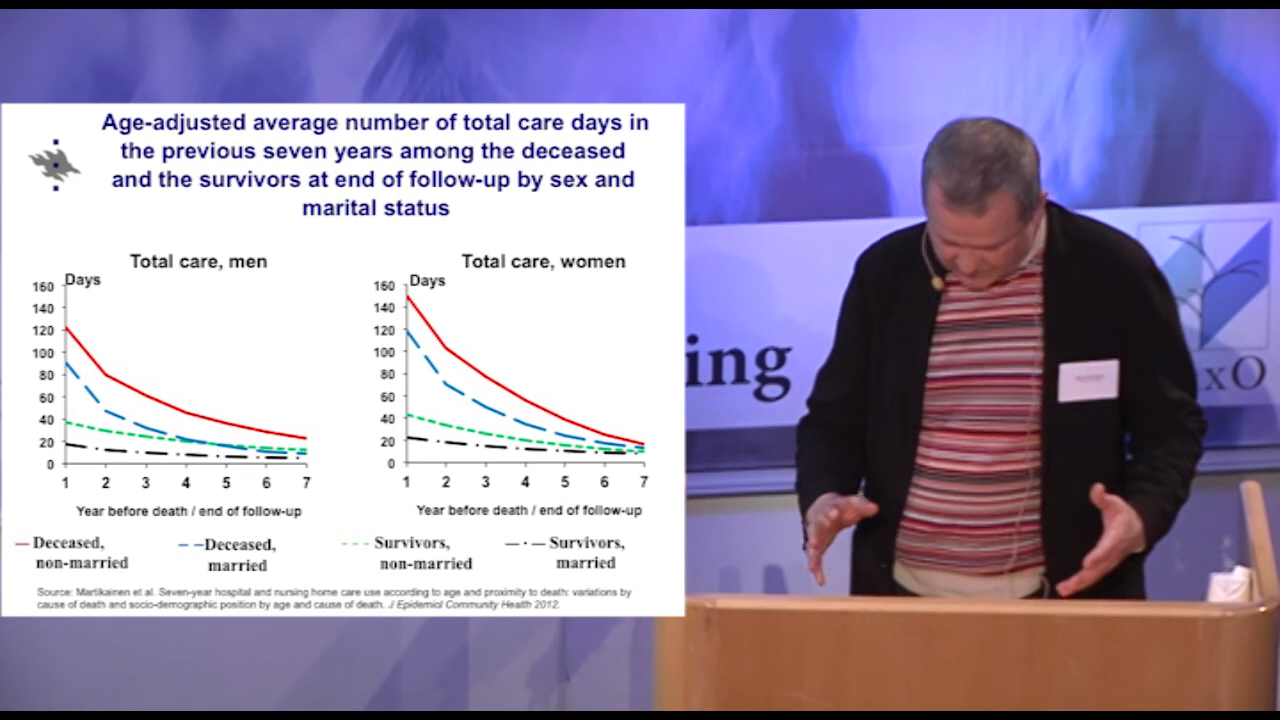 Age-adjusted average number of total care days in
the previous seven years among the deceased
and the survivors at end of follow-up by sex and
marital status
Total care, men
Days
160
140
120
100
80
60
40
20
0
1 2 3 4 5 6 7
Year before death / end of follow-up
Total care, women
Days
160
140
120
100
80
60
40
20
0
1 2 3 4 5 6 7
Year before death / end of follow-up
Deceased,
non-married
Deceased,
married
Survivors,
non-married
Survivors,
married
Source: Martikainen et al. Seven-year hospital and nursing home care use according to age and proximity to death: variations by
cause of death and socio-demographic position by age and cause of death. J Epidemiol Community Health 2012.
ing
xO